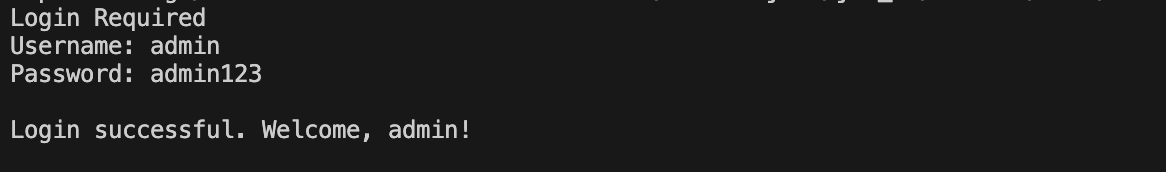 Login Required
Username: admin
Password: admin123
Login successful. Welcome, admin!